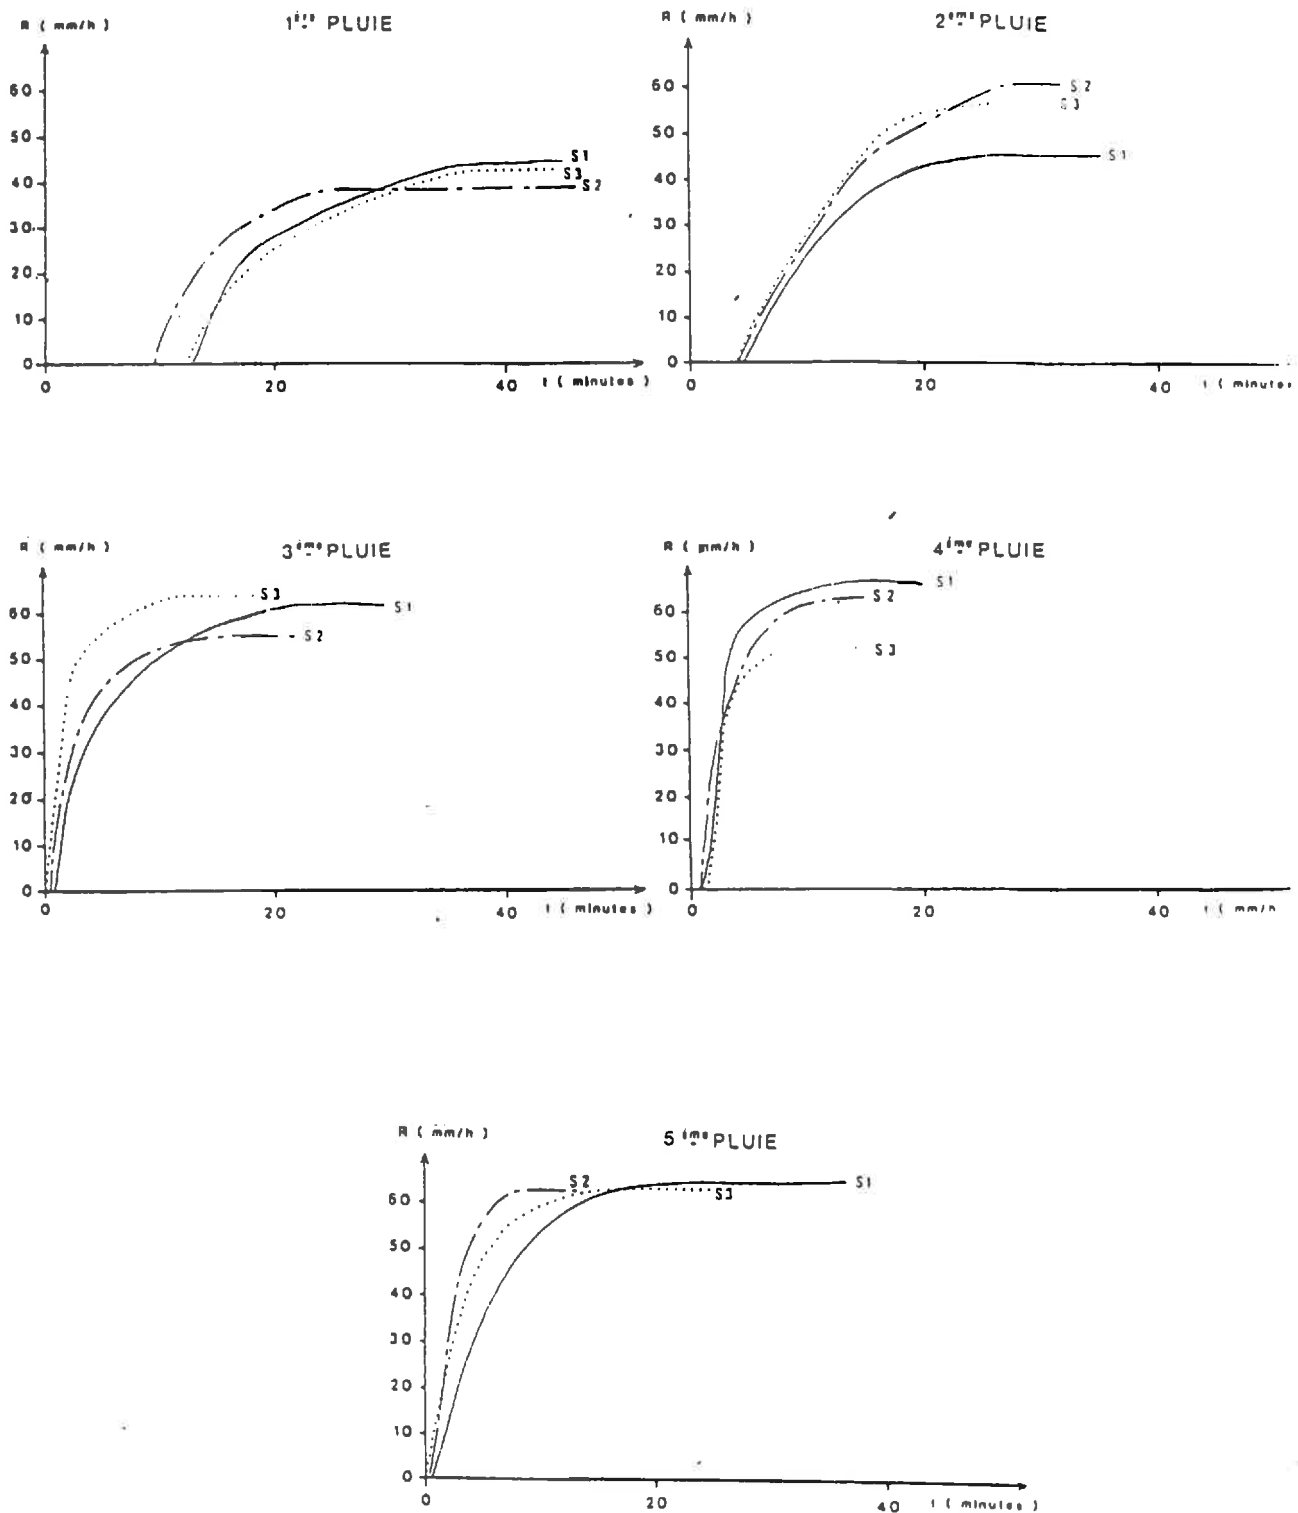 R ( mm/h )
1ère PLUIE
60
50
40
30
20
10
0
S1
S3
S2
0 20 40 t ( minutes )
R ( mm/h )
2ème PLUIE
60
50
40
30
20
10
0
S2
S3
S1
0 20 40 t ( minutes
R ( mm/h )
3ème PLUIE
60
50
40
30
20
10
0
S3
S1
S2
0 20 40 t ( minutes )
R ( mm/h )
4ème PLUIE
60
50
40
30
20
10
0
S1
S2
S3
0 20 40 t ( mm/h
R ( mm/h )
5ème PLUIE
60
50
40
30
20
10
0
S2
S3
S1
0 20 40 t ( minutes )